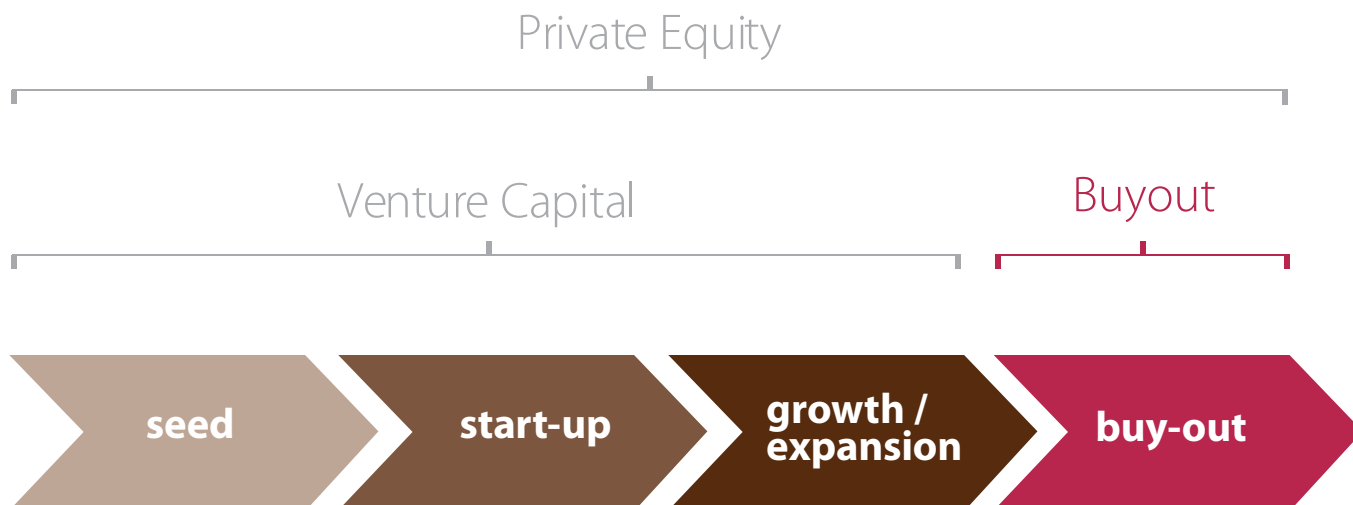 Private Equity
Venture Capital
Buyout
seed
start-up
growth /
expansion
buy-out